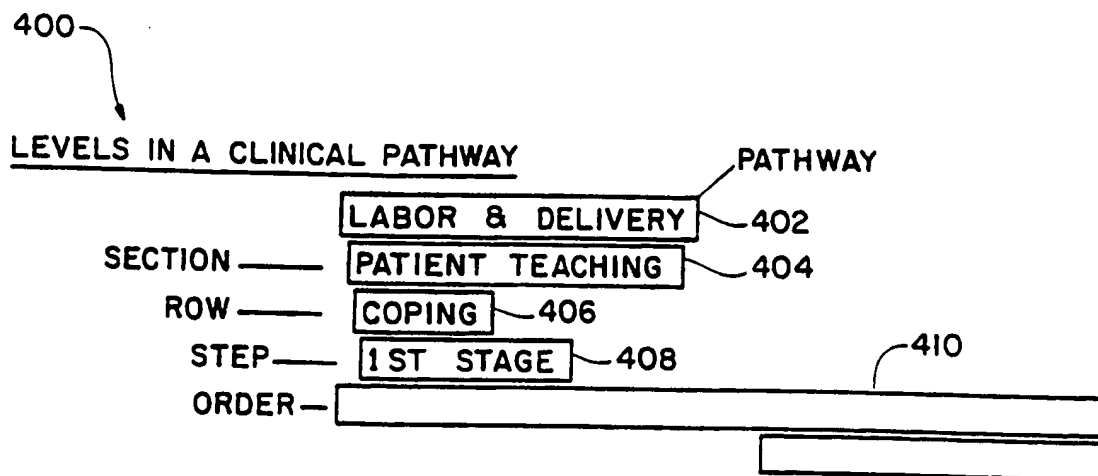 400
LEVELS IN A CLINICAL PATHWAY
PATHWAY
LABOR & DELIVERY 402
SECTION PATIENT TEACHING 404
ROW COPING 406
STEP 1ST STAGE 408
410
ORDER